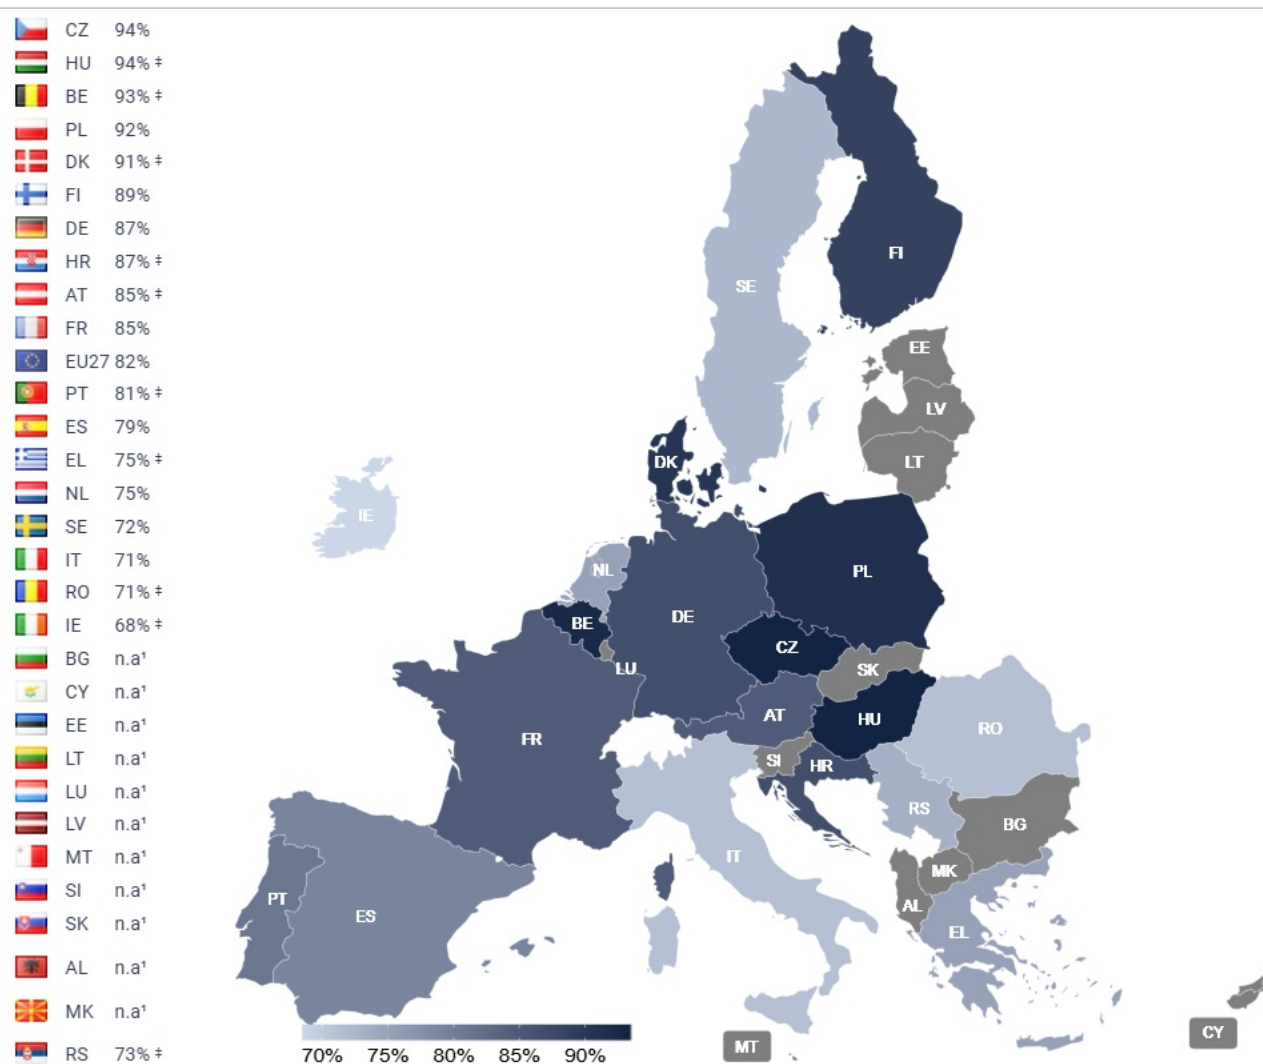 CZ 94%
HU 94% ‡
BE 93% ‡
PL 92%
DK 91% ‡
FI 89%
DE 87%
HR 87% ‡
AT 85% ‡
FR 85%
EU27 82%
PT 81% ‡
ES 79%
EL 75% ‡
NL 75%
SE 72%
IT 71%
RO 71% ‡
IE 68% ‡
BG n.a¹
CY n.a¹
EE n.a¹
LT n.a¹
LU n.a¹
LV n.a¹
MT n.a¹
SI n.a¹
SK n.a¹
AL n.a¹
MK n.a¹
RS 73% ‡
FI
SE
EE
LV
LT
DK
IE
NL
PL
BE
DE
CZ
LU
SK
AT
HU
FR
RO
SI
HR
RS
BG
IT
MK
PT
ES
AL
EL
CY
MT
70% 75% 80% 85% 90%